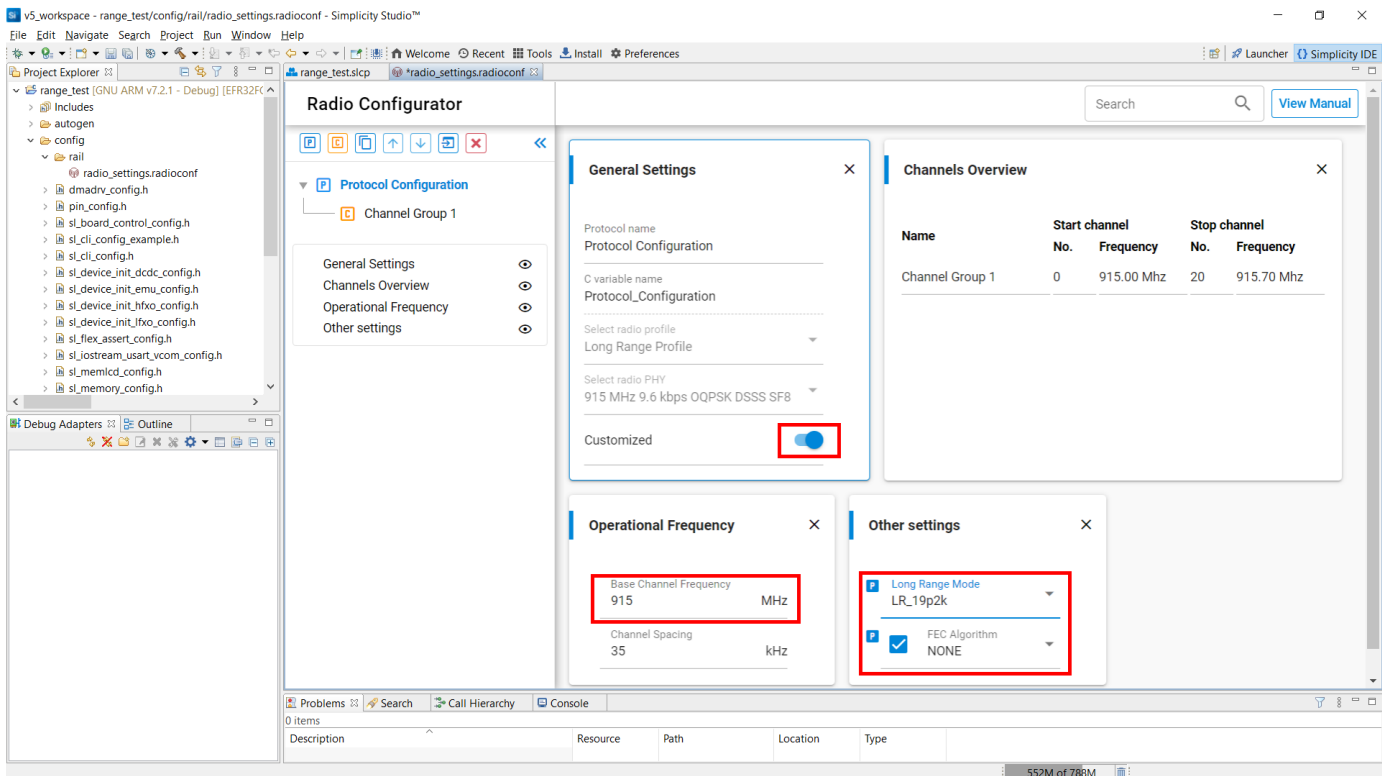 v5_workspace - range_test/config/rail/radio_settings.radioconf - Simplicity Studio™
File Edit Navigate Search Project Run Window Help
Welcome Recent Tools Install Preferences
Launcher Simplicity IDE
Project Explorer
range_test [GNU ARM v7.2.1 - Debug] [EFR32F
Includes
autogen
config
rail
radio_settings.radioconf
dmadrv_config.h
pin_config.h
sl_board_control_config.h
sl_cli_config_example.h
sl_cli_config.h
sl_device_init_dcdc_config.h
sl_device_init_emu_config.h
sl_device_init_hfxo_config.h
sl_device_init_lfxo_config.h
sl_flex_assert_config.h
sl_iostream_usart_vcom_config.h
sl_memlcd_config.h
sl_memory_config.h
Debug Adapters Outline
range_test.slcp *radio_settings.radioconf
Radio Configurator
Search
View Manual
P C
P Protocol Configuration
C Channel Group 1
General Settings
Channels Overview
Operational Frequency
Other settings
General Settings
Protocol name
Protocol Configuration
C variable name
Protocol_Configuration
Select radio profile
Long Range Profile
Select radio PHY
915 MHz 9.6 kbps OQPSK DSSS SF8
Customized
Channels Overview
Start channel Stop channel
Name No. Frequency No. Frequency
Channel Group 1 0 915.00 Mhz 20 915.70 Mhz
Operational Frequency
Base Channel Frequency
915 MHz
Channel Spacing
35 kHz
Other settings
P Long Range Mode
LR_19p2k
P FEC Algorithm
NONE
Problems Search Call Hierarchy Console
0 items
Description Resource Path Location Type
552M of 788M